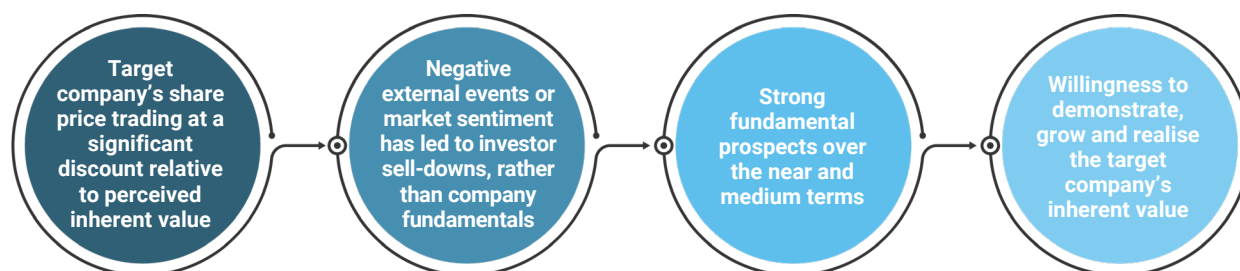 Target
company’s share
price trading at a
significant
discount relative
to perceived
inherent value
Negative
external events or
market sentiment
has led to investor
sell-downs, rather
than company
fundamentals
Strong
fundamental
prospects over
the near and
medium terms
Willingness to
demonstrate,
grow and realise
the target
company’s
inherent value